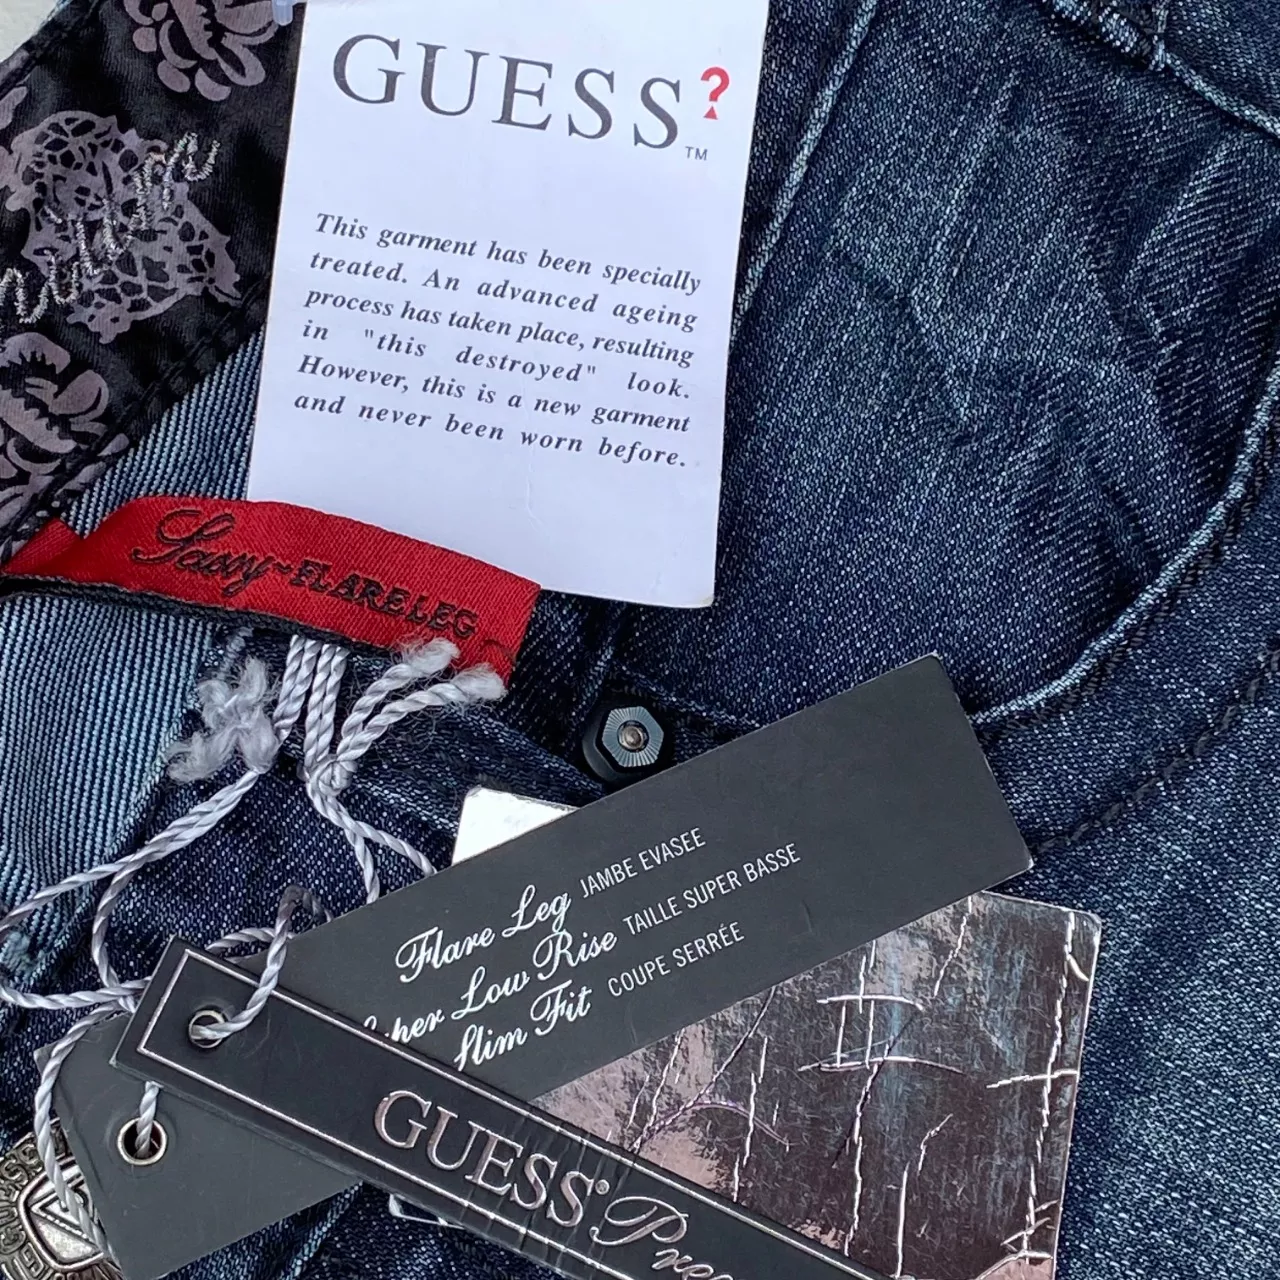 GUESS?
TM
This garment has been specially
treated. An advanced ageing
process has taken place, resulting
in "this destroyed" look.
However, this is a new garment
and never been worn before.
Sassy~FLARE LEG
Flare Leg JAMBE EVASEE
Low Rise TAILLE SUPER BASSE
Slim Fit COUPE SERRÉE
GUESS®